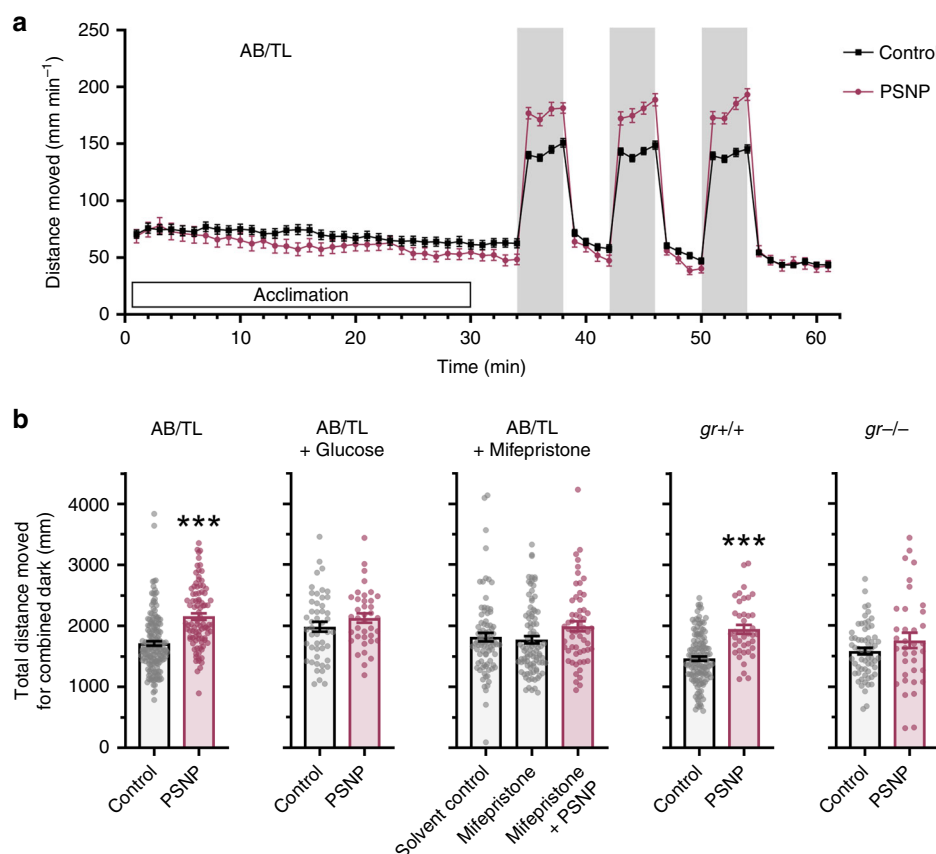 a
AB/TL
Control
PSNP
Distance moved (mm min⁻¹)
250
200
150
100
50
0
Acclimation
0 10 20 30 40 50 60
Time (min)
b
AB/TL
AB/TL
+ Glucose
AB/TL
+ Mifepristone
gr+/+
gr−/−
Total distance moved
for combined dark (mm)
4000
3000
2000
1000
0
***
***
Control
PSNP
Control
PSNP
Solvent control
Mifepristone
Mifepristone
+ PSNP
Control
PSNP
Control
PSNP